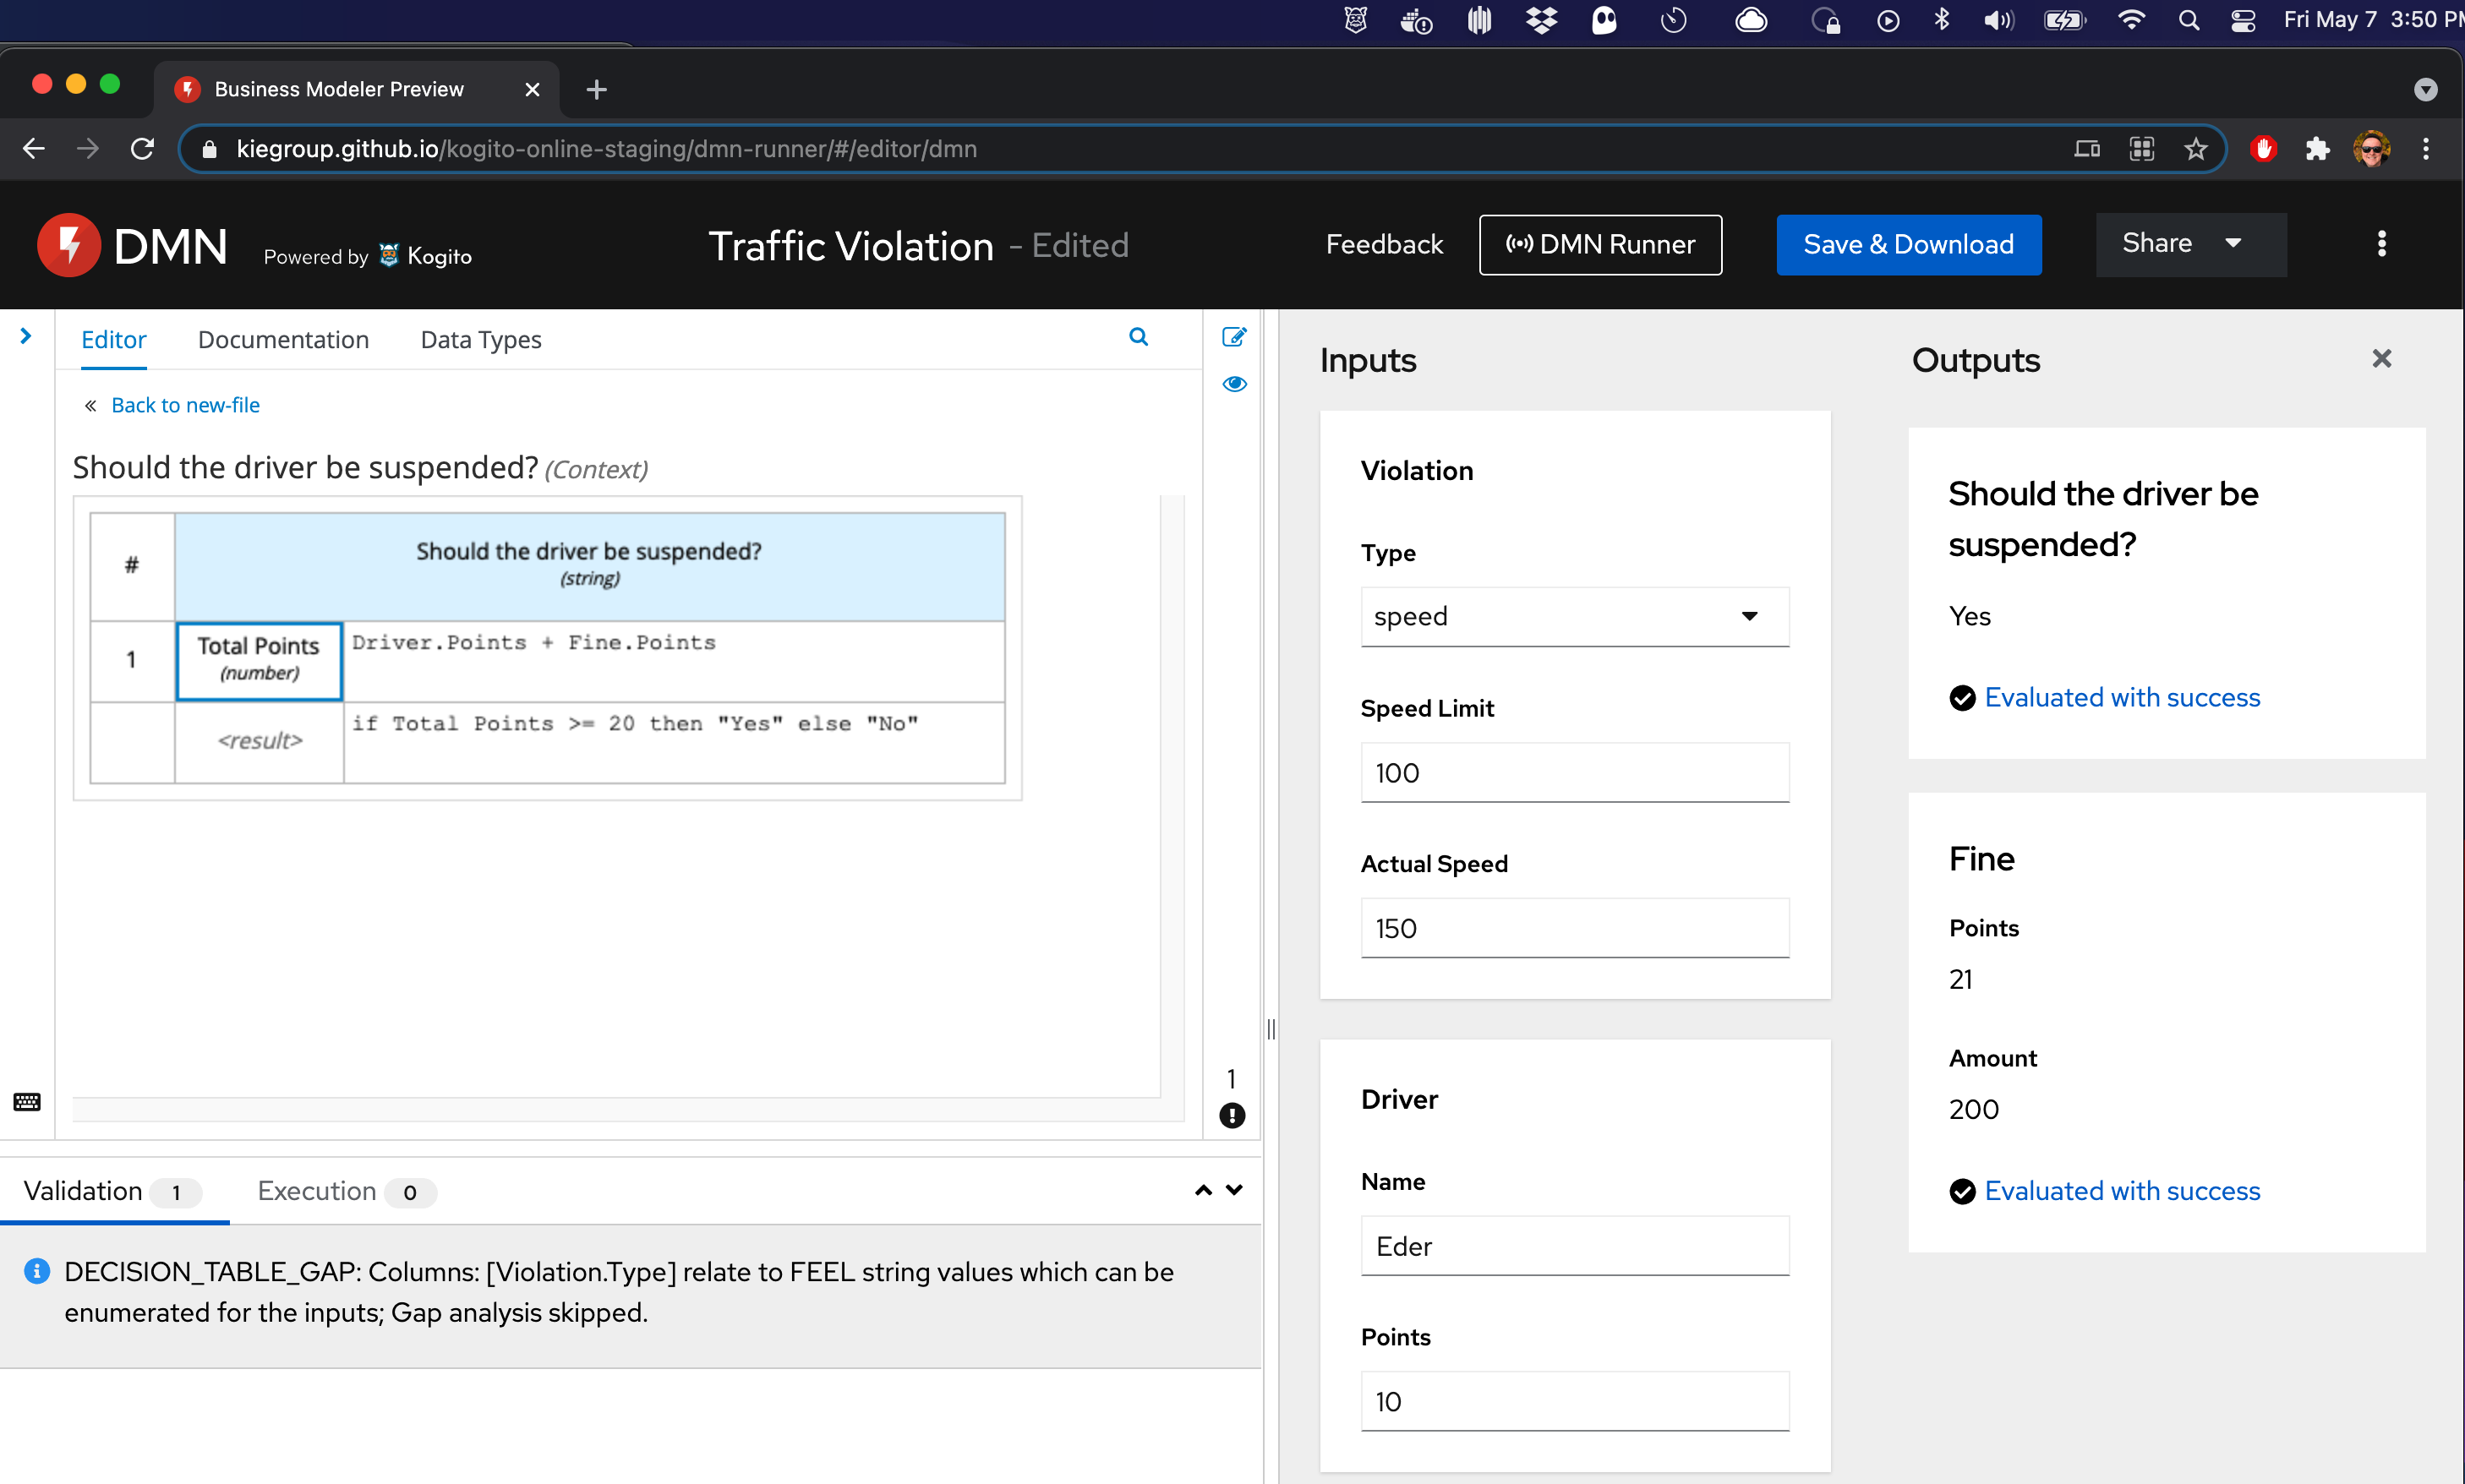 Fri May 7 3:50 PM
Business Modeler Preview
kiegroup.github.io/kogito-online-staging/dmn-runner/#/editor/dmn
DMN Powered by Kogito
Traffic Violation - Edited
Feedback
DMN Runner
Save & Download
Share
Editor Documentation Data Types
« Back to new-file
Should the driver be suspended? (Context)
# Should the driver be suspended?
(string)
1 Total Points Driver.Points + Fine.Points
(number)
<result> if Total Points >= 20 then "Yes" else "No"
1
Validation 1 Execution 0
DECISION_TABLE_GAP: Columns: [Violation.Type] relate to FEEL string values which can be
enumerated for the inputs; Gap analysis skipped.
Inputs
Violation
Type
speed
Speed Limit
100
Actual Speed
150
Driver
Name
Eder
Points
10
Outputs
Should the driver be
suspended?
Yes
Evaluated with success
Fine
Points
21
Amount
200
Evaluated with success